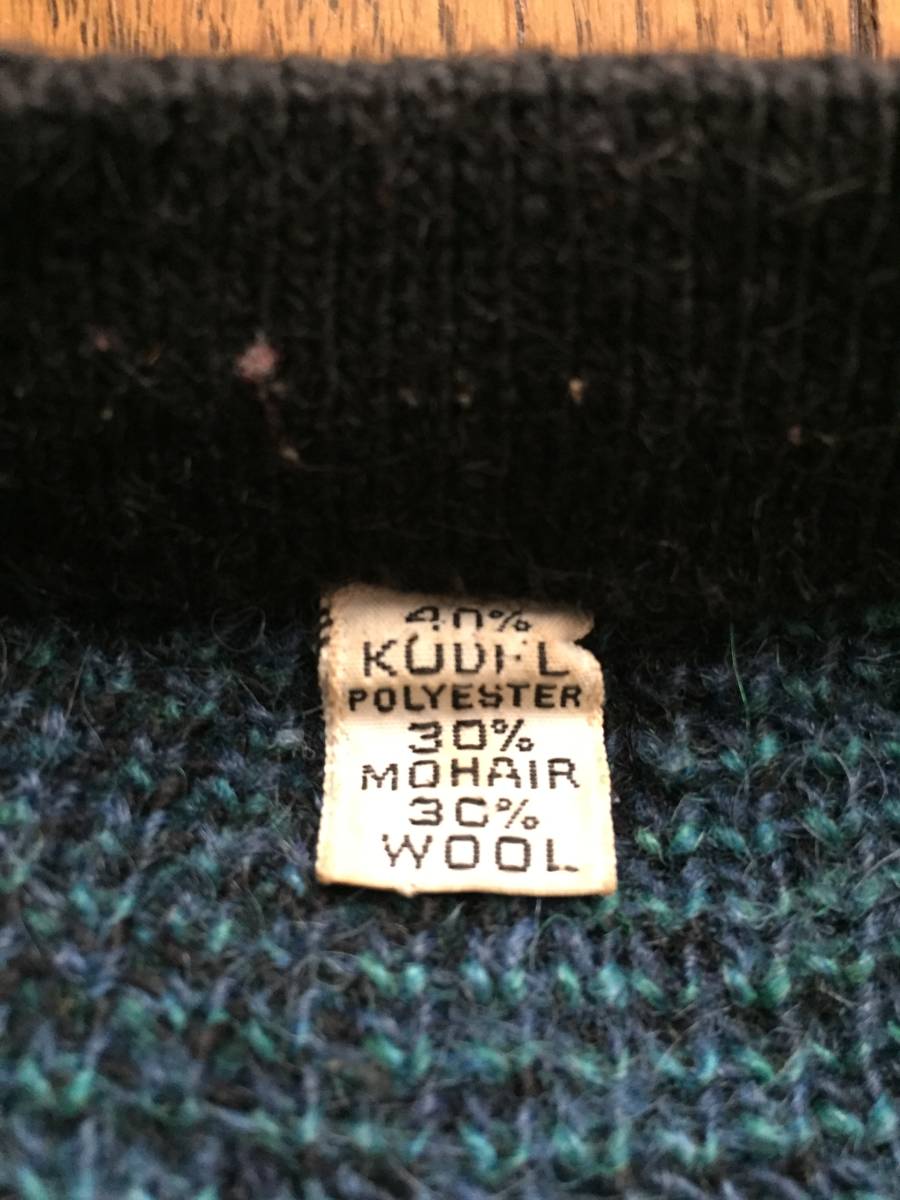 40%
KODEL
POLYESTER
30%
MOHAIR
30%
WOOL